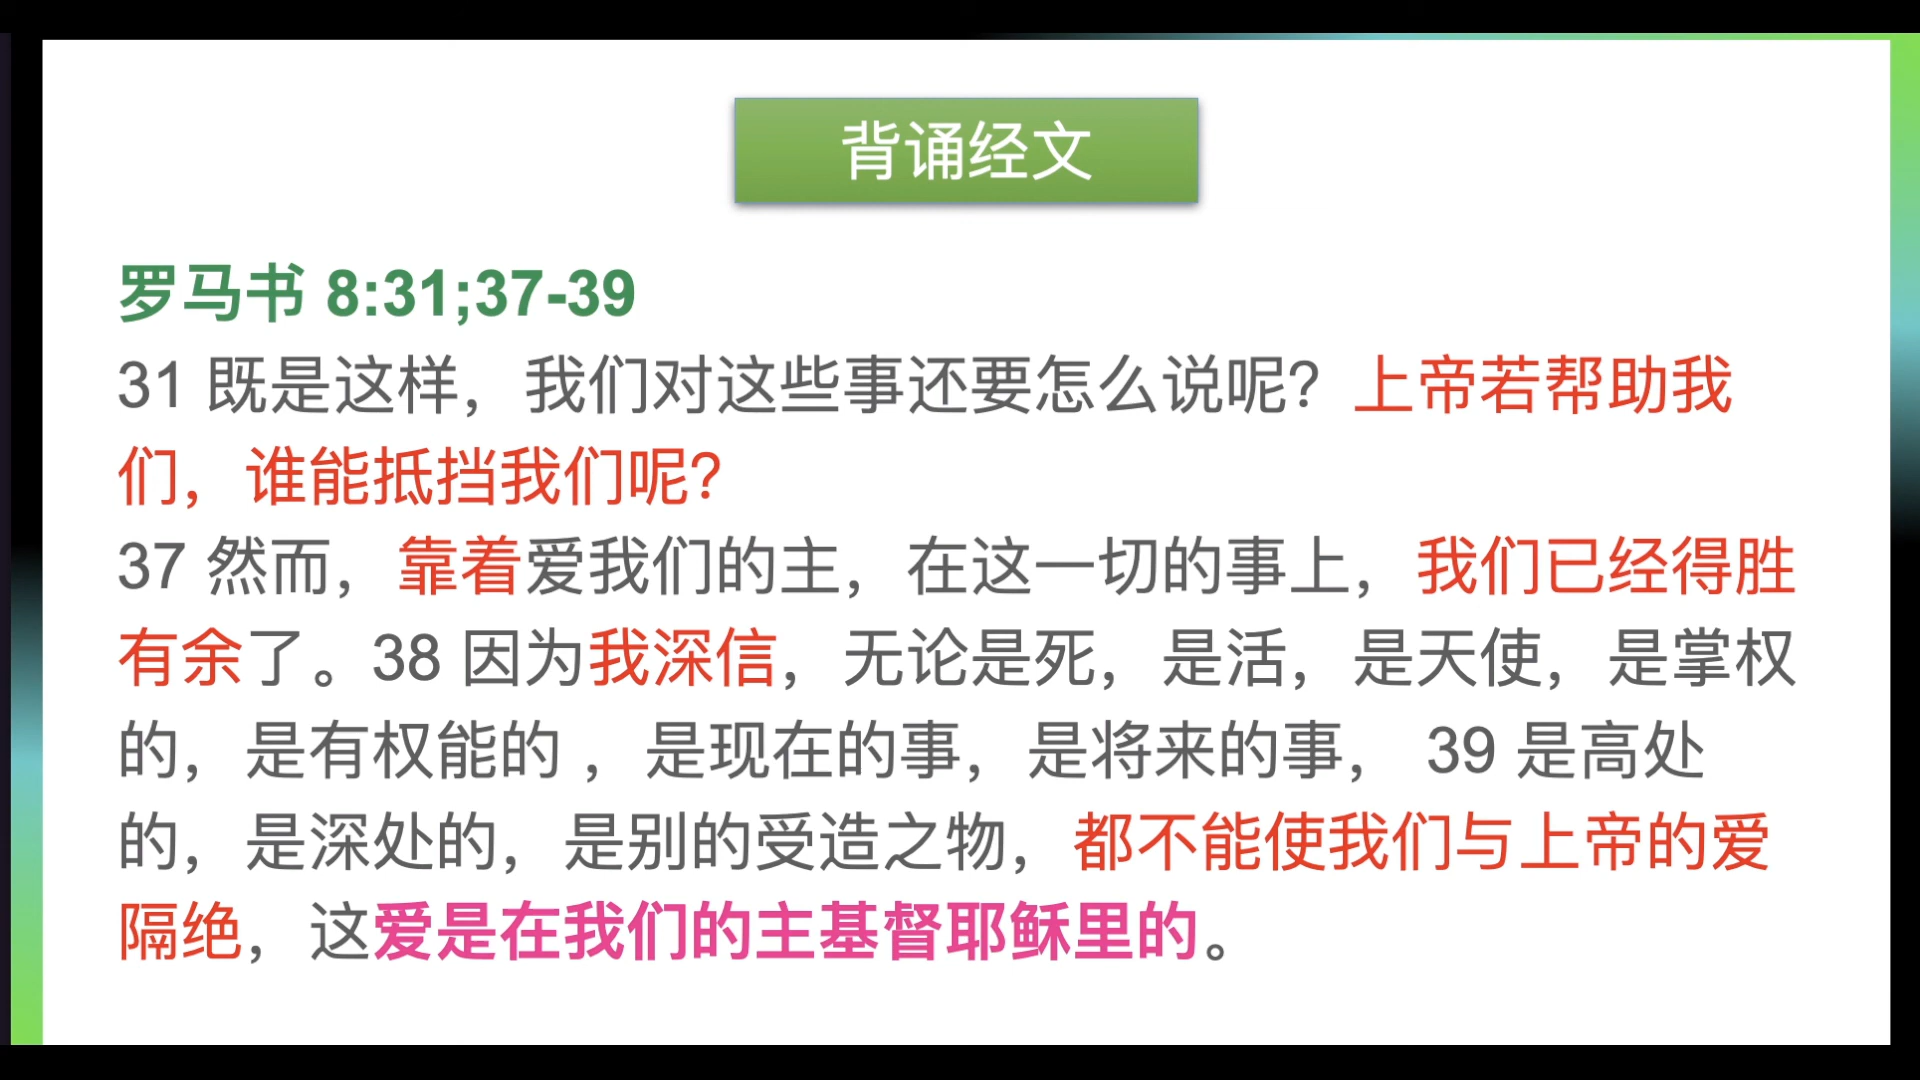 背诵经文
罗马书 8:31;37-39
31 既是这样，我们对这些事还要怎么说呢？上帝若帮助我
们，谁能抵挡我们呢？
37 然而，靠着爱我们的主，在这一切的事上，我们已经得胜
有余了。38 因为我深信，无论是死，是活，是天使，是掌权
的，是有权能的 ，是现在的事，是将来的事， 39 是高处
的，是深处的，是别的受造之物，都不能使我们与上帝的爱
隔绝，这爱是在我们的主基督耶稣里的。